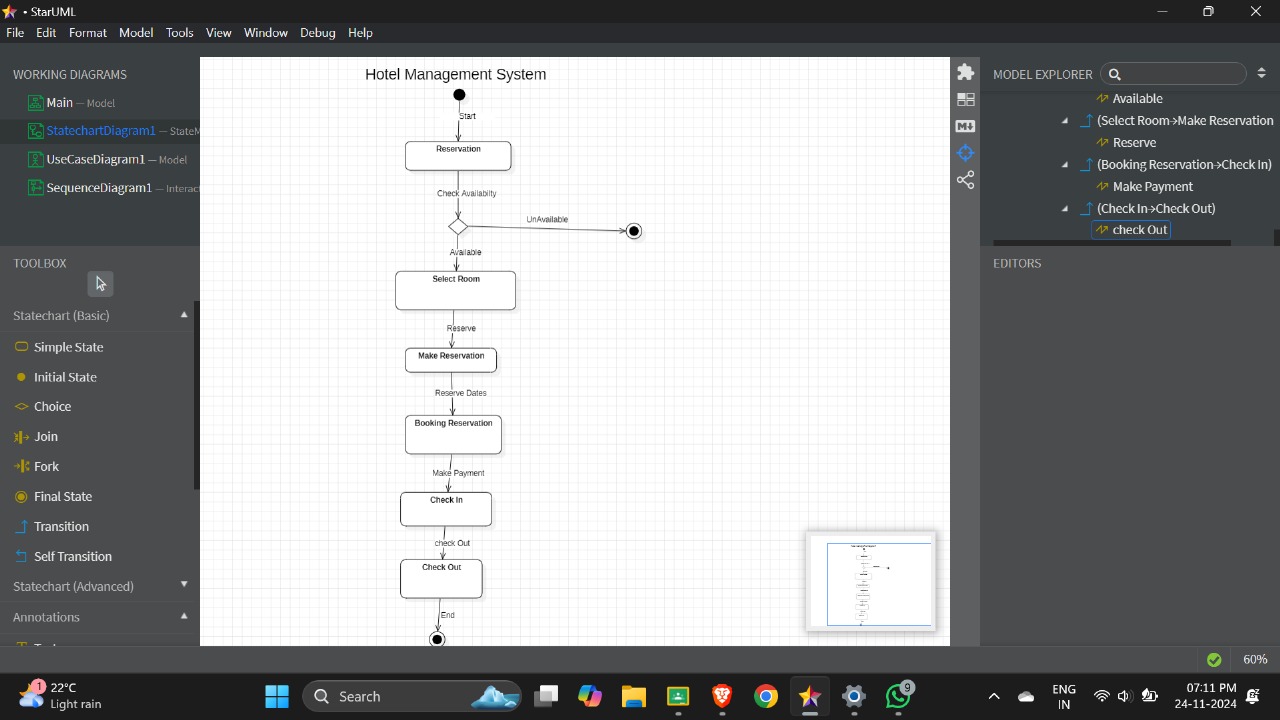 • StarUML
File Edit Format Model Tools View Window Debug Help
WORKING DIAGRAMS
Main — Model
StatechartDiagram1 — StateM
UseCaseDiagram1 — Model
SequenceDiagram1 — Interact
TOOLBOX
Statechart (Basic)
Simple State
Initial State
Choice
Join
Fork
Final State
Transition
Self Transition
Statechart (Advanced)
Annotations
Hotel Management System
Start
Reservation
Check Availabilty
UnAvailable
Available
Select Room
Reserve
Make Reservation
Reserve Dates
Booking Reservation
Make Payment
Check In
check Out
Check Out
End
MODEL EXPLORER
Available
(Select Room→Make Reservation
Reserve
(Booking Reservation→Check In)
Make Payment
(Check In→Check Out)
check Out
EDITORS
60%
1
22°C
Light rain
Search
9
ENG
IN
07:11 PM
24-11-2024